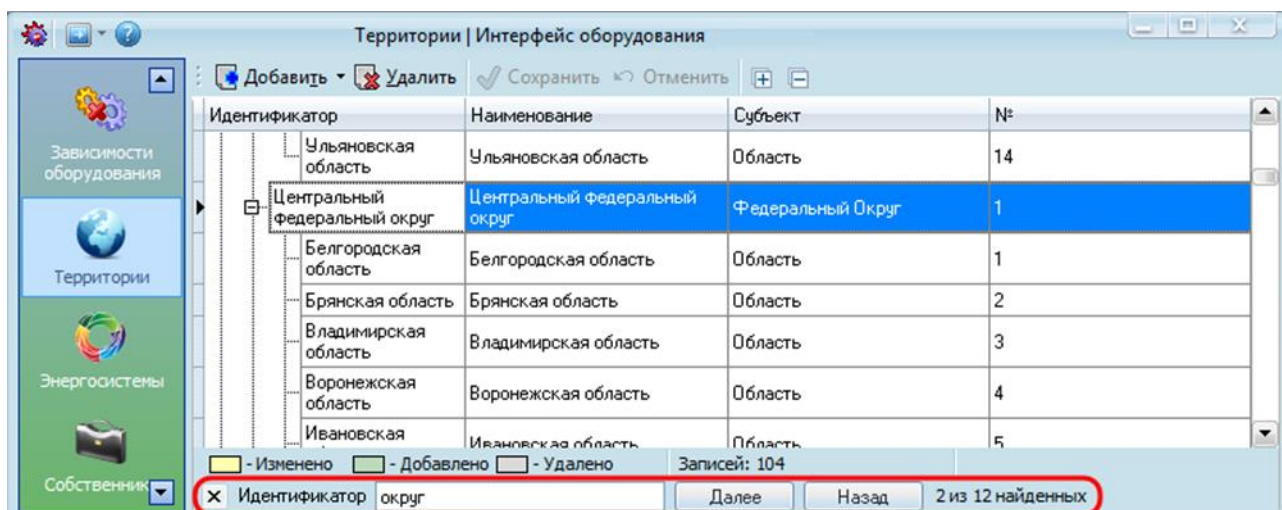 Территории | Интерфейс оборудования
Добавить Удалить Сохранить Отменить
Идентификатор Наименование Субъект №
Ульяновская
область
Ульяновская область Область 14
Центральный
федеральный округ
Центральный федеральный
округ
Федеральный Округ 1
Белгородская
область
Белгородская область Область 1
Брянская область Брянская область Область 2
Владимирская
область
Владимирская область Область 3
Воронежская
область
Воронежская область Область 4
Ивановская
Ивановская область Область 5
- Изменено - Добавлено - Удалено Записей: 104
Идентификатор округ Далее Назад 2 из 12 найденных
Зависимости
оборудования
Территории
Энергосистемы
Собственник